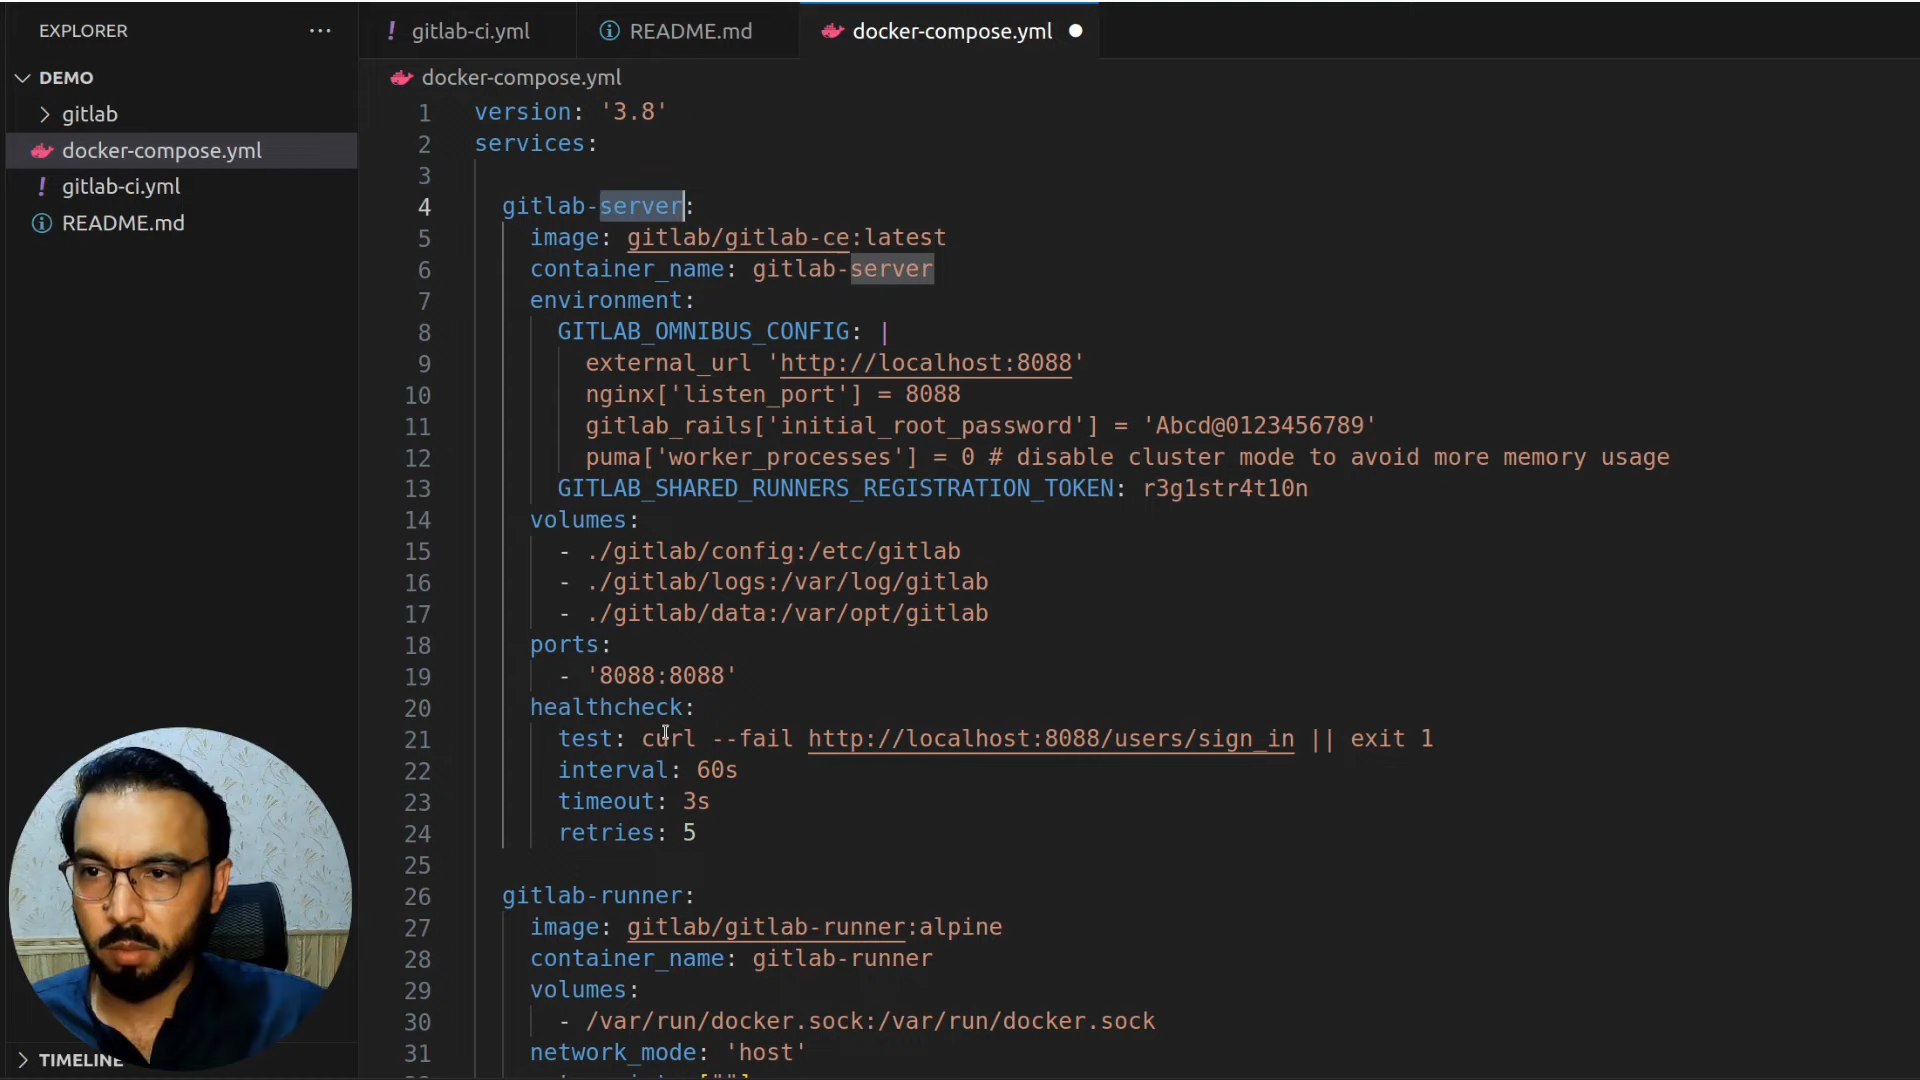 EXPLORER ···
DEMO
gitlab
docker-compose.yml
gitlab-ci.yml
README.md
TIMELINE
! gitlab-ci.yml README.md docker-compose.yml
docker-compose.yml
1 version: '3.8'
2 services:
3
4 gitlab-server:
5 image: gitlab/gitlab-ce:latest
6 container_name: gitlab-server
7 environment:
8 GITLAB_OMNIBUS_CONFIG: |
9 external_url 'http://localhost:8088'
10 nginx['listen_port'] = 8088
11 gitlab_rails['initial_root_password'] = 'Abcd@0123456789'
12 puma['worker_processes'] = 0 # disable cluster mode to avoid more memory usage
13 GITLAB_SHARED_RUNNERS_REGISTRATION_TOKEN: r3g1str4t10n
14 volumes:
15 - ./gitlab/config:/etc/gitlab
16 - ./gitlab/logs:/var/log/gitlab
17 - ./gitlab/data:/var/opt/gitlab
18 ports:
19 - '8088:8088'
20 healthcheck:
21 test: curl --fail http://localhost:8088/users/sign_in || exit 1
22 interval: 60s
23 timeout: 3s
24 retries: 5
25
26 gitlab-runner:
27 image: gitlab/gitlab-runner:alpine
28 container_name: gitlab-runner
29 volumes:
30 - /var/run/docker.sock:/var/run/docker.sock
31 network_mode: 'host'